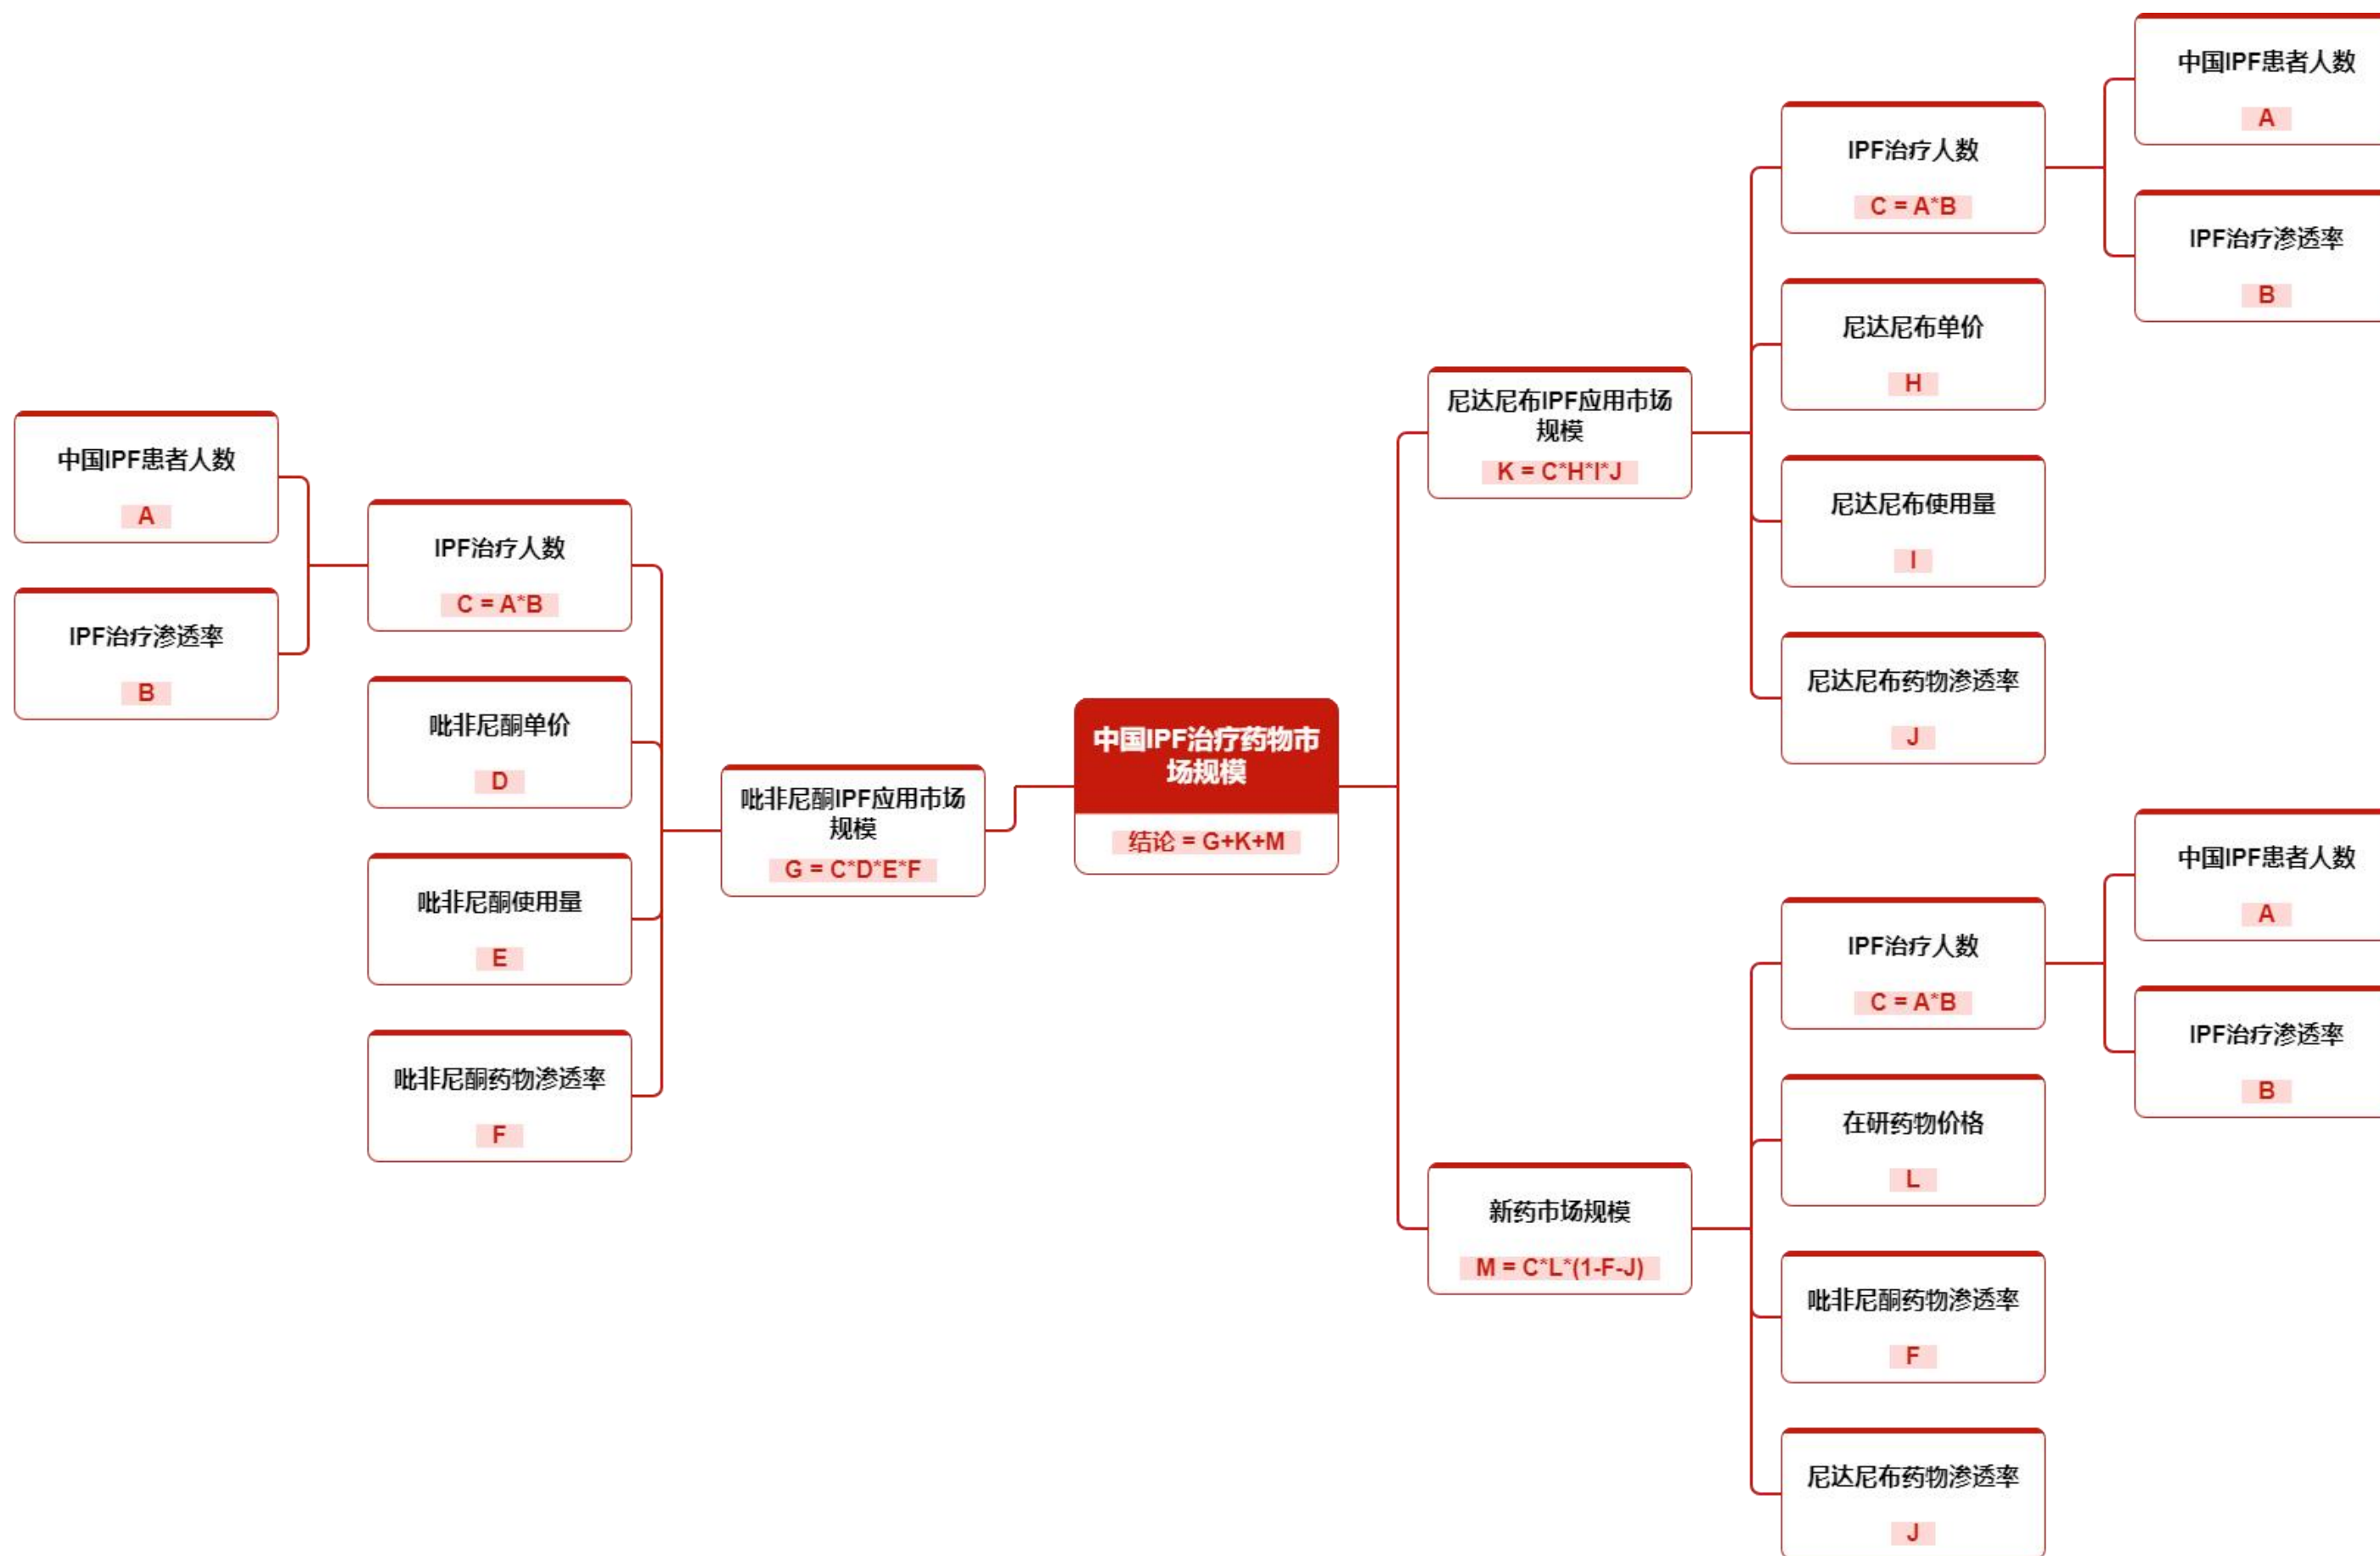 中国IPF患者人数
A
IPF治疗渗透率
B
IPF治疗人数
C = A*B
吡非尼酮单价
D
吡非尼酮使用量
E
吡非尼酮药物渗透率
F
吡非尼酮IPF应用市场
规模
G = C*D*E*F
中国IPF治疗药物市
场规模
结论 = G+K+M
尼达尼布IPF应用市场
规模
K = C*H*I*J
IPF治疗人数
C = A*B
中国IPF患者人数
A
IPF治疗渗透率
B
尼达尼布单价
H
尼达尼布使用量
I
尼达尼布药物渗透率
J
新药市场规模
M = C*L*(1-F-J)
IPF治疗人数
C = A*B
中国IPF患者人数
A
IPF治疗渗透率
B
在研药物价格
L
吡非尼酮药物渗透率
F
尼达尼布药物渗透率
J